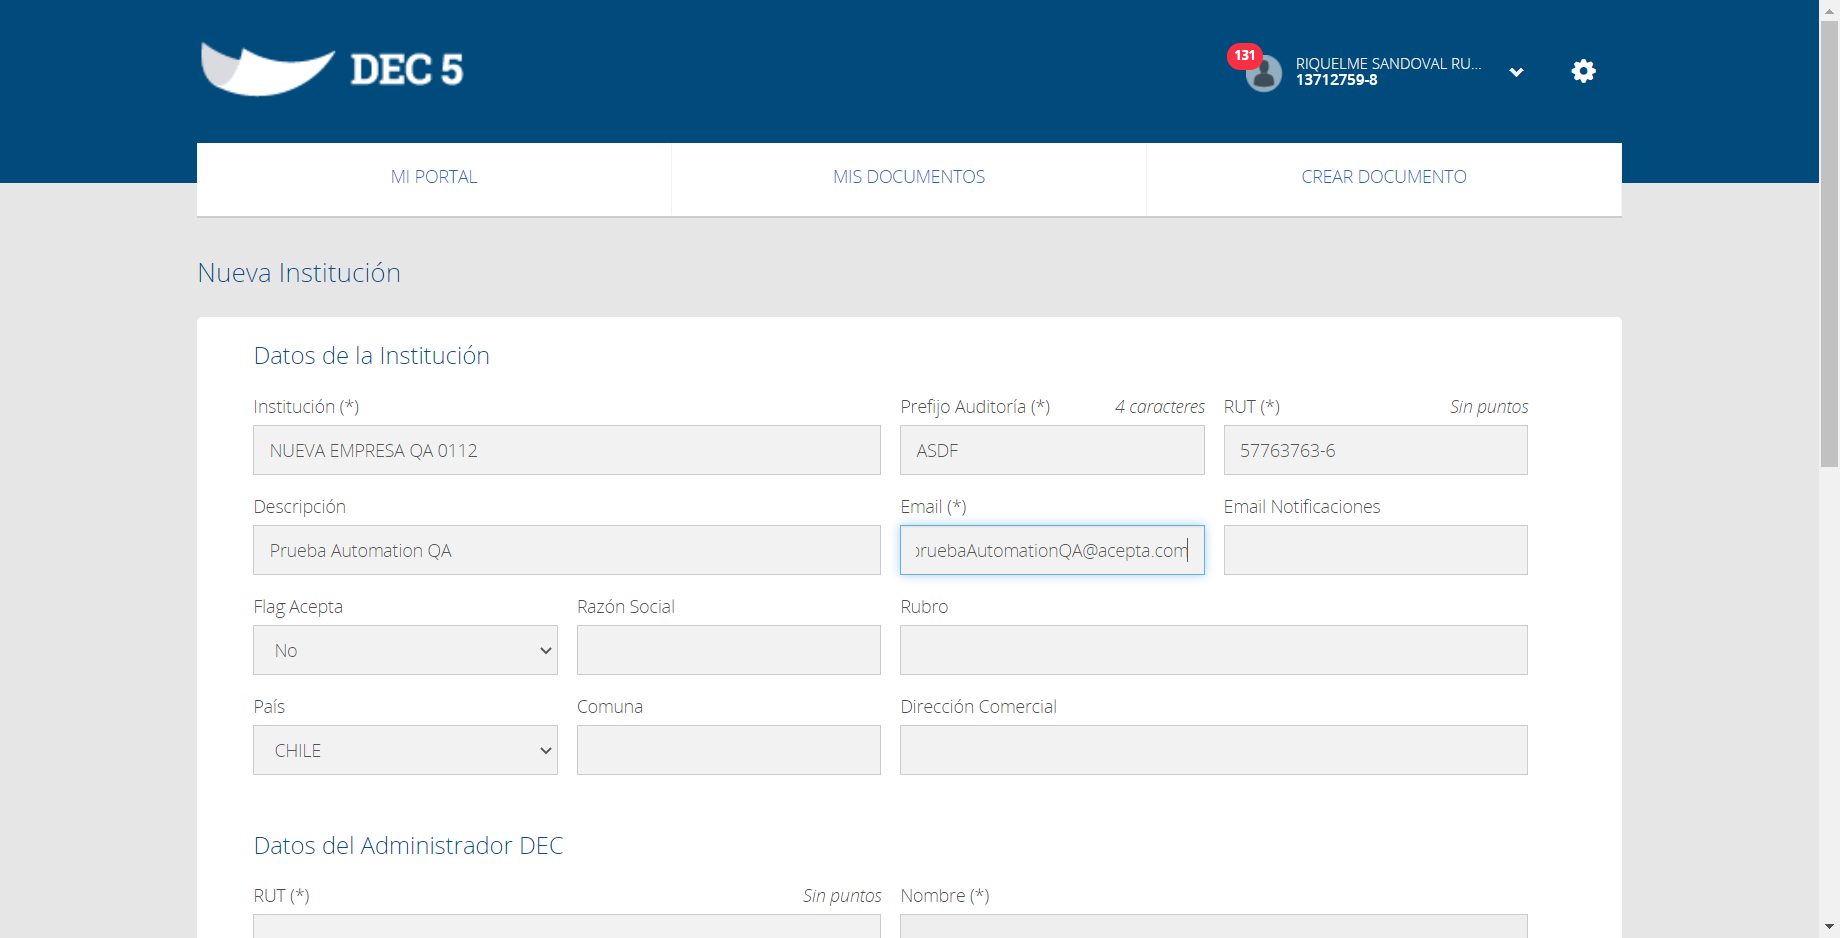 DEC 5
131
RIQUELME SANDOVAL RU...
13712759-8
MI PORTAL
MIS DOCUMENTOS
CREAR DOCUMENTO
Nueva Institución
Datos de la Institución
Institución (*)
Prefijo Auditoría (*) 4 caracteres
RUT (*) Sin puntos
NUEVA EMPRESA QA 0112
ASDF
57763763-6
Descripción
Email (*)
Email Notificaciones
Prueba Automation QA
pruebaAutomationQA@acepta.com
Flag Acepta
Razón Social
Rubro
No
País
Comuna
Dirección Comercial
CHILE
Datos del Administrador DEC
RUT (*) Sin puntos
Nombre (*)